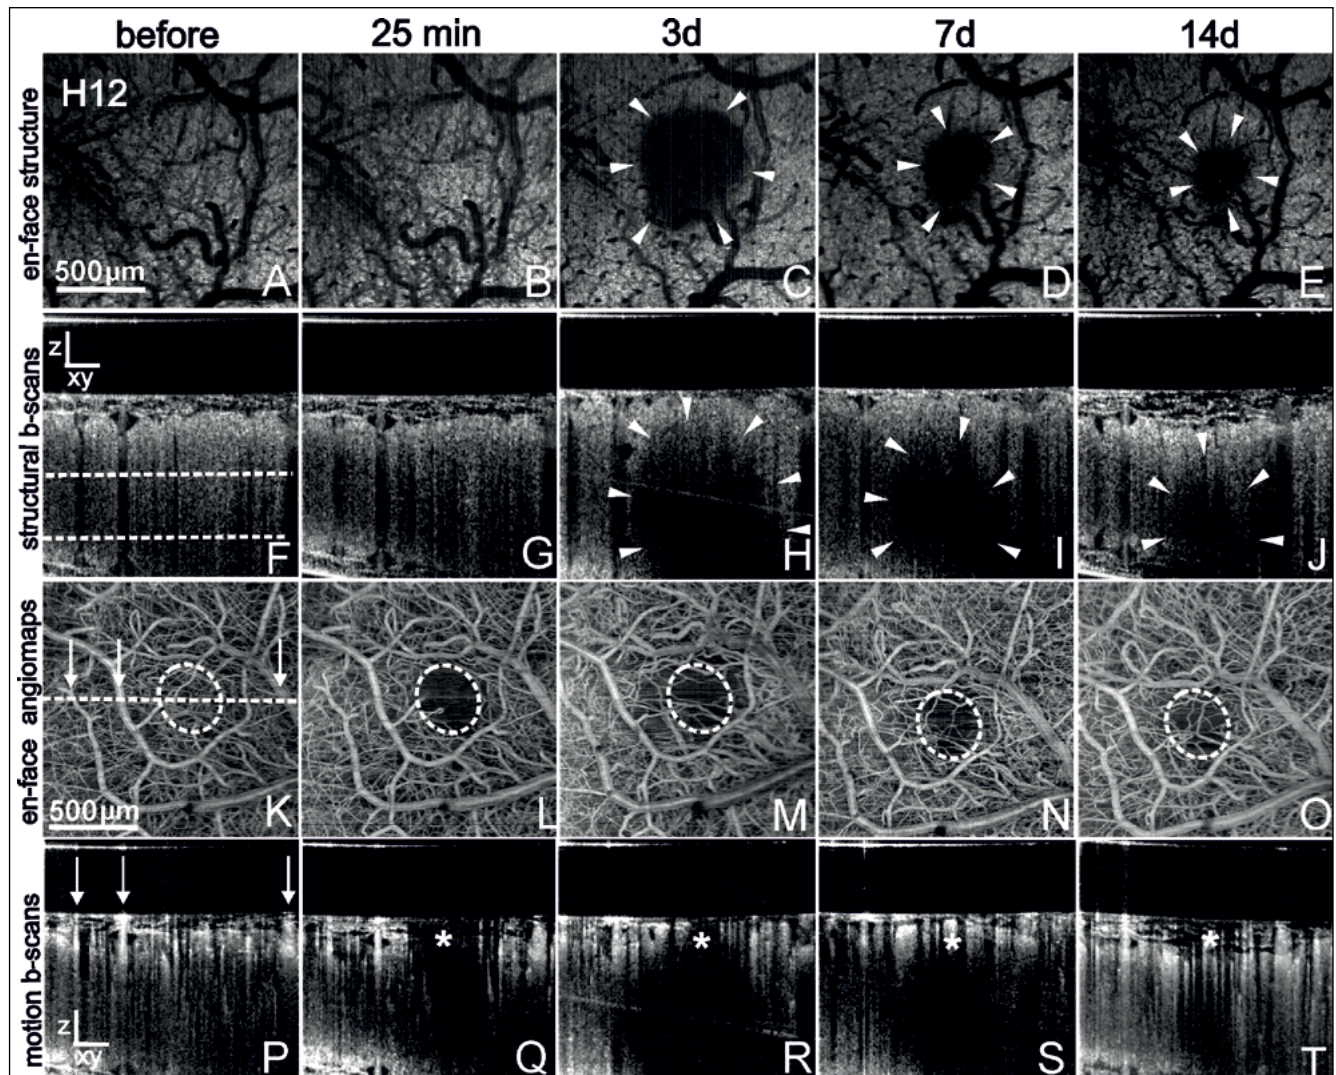 before 25 min 3d 7d 14d
en-face structure
H12
500µm
A B C D E
structural b-scans
z
xy
F G H I J
en-face angiomaps
500µm
K L M N O
motion b-scans
* * * *
z
xy
P Q R S T